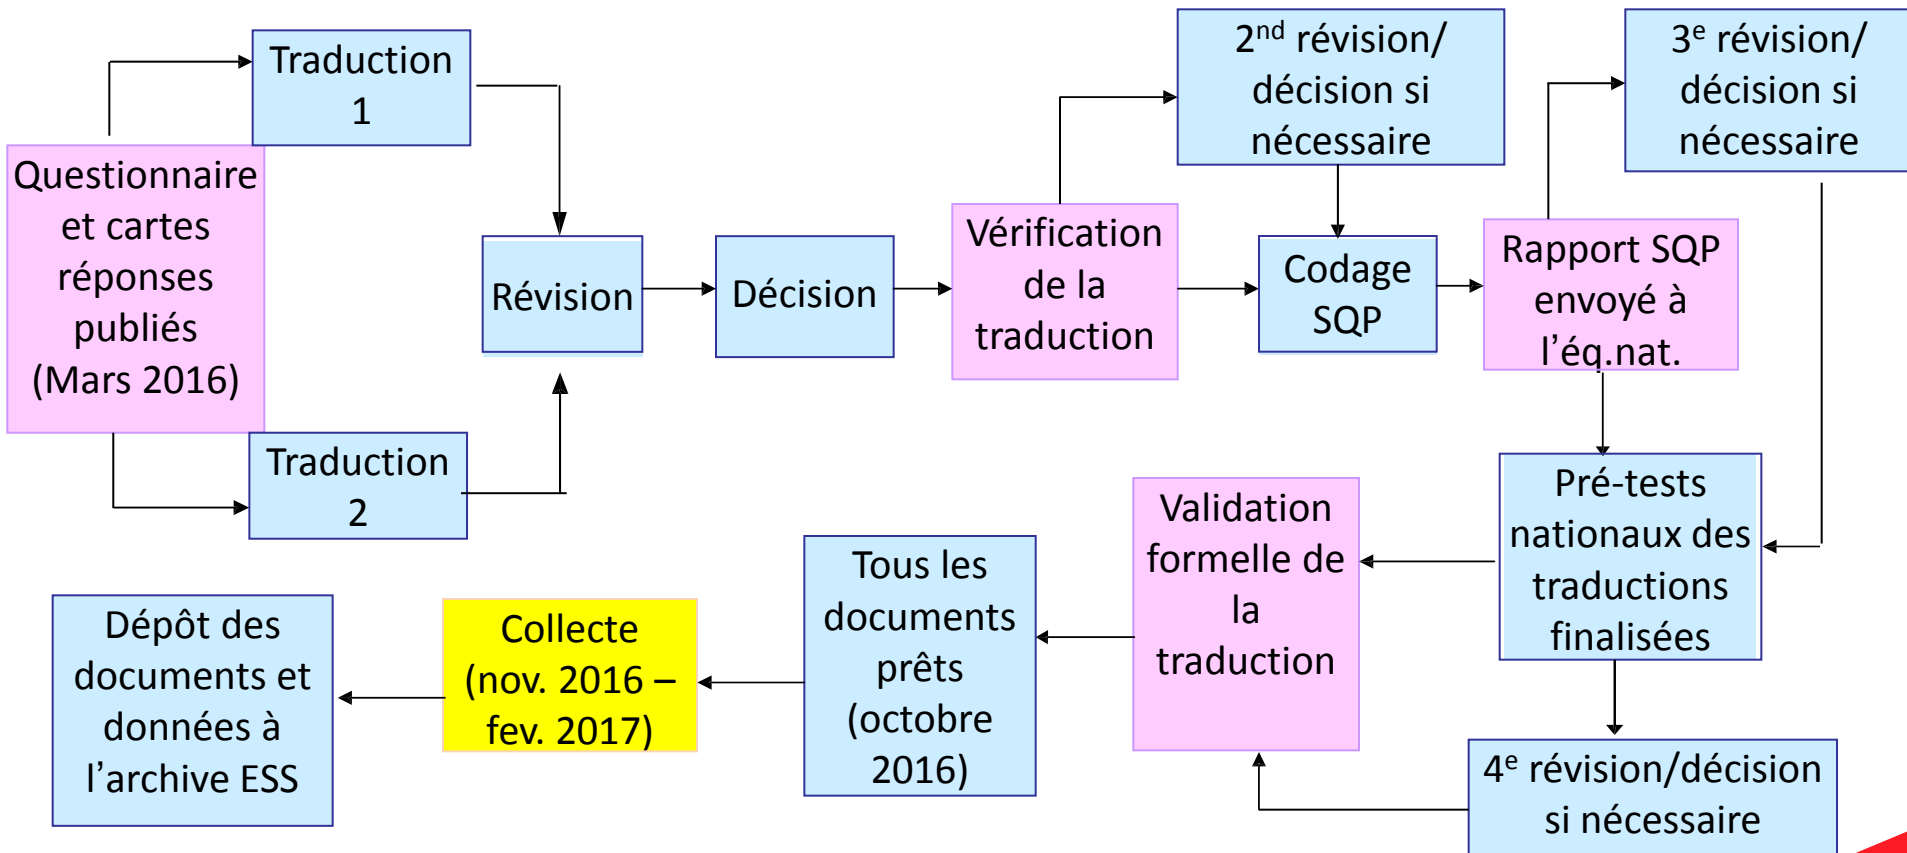 Traduction
1
Questionnaire
et cartes
réponses
publiés
(Mars 2016)
Traduction
2
Révision
Décision
Vérification
de la
traduction
2nd révision/
décision si
nécessaire
Codage
SQP
Rapport SQP
envoyé à
l’éq.nat.
3e révision/
décision si
nécessaire
Pré-tests
nationaux des
traductions
finalisées
4e révision/décision
si nécessaire
Validation
formelle de
la
traduction
Tous les
documents
prêts
(octobre
2016)
Collecte
(nov. 2016 –
fev. 2017)
Dépôt des
documents et
données à
l’archive ESS